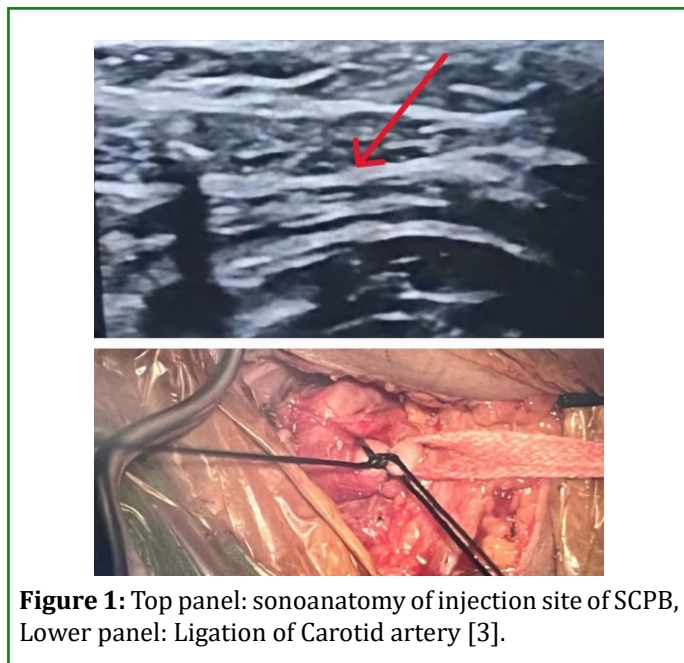 Figure 1: Top panel: sonoanatomy of injection site of SCPB,
Lower panel: Ligation of Carotid artery [3].